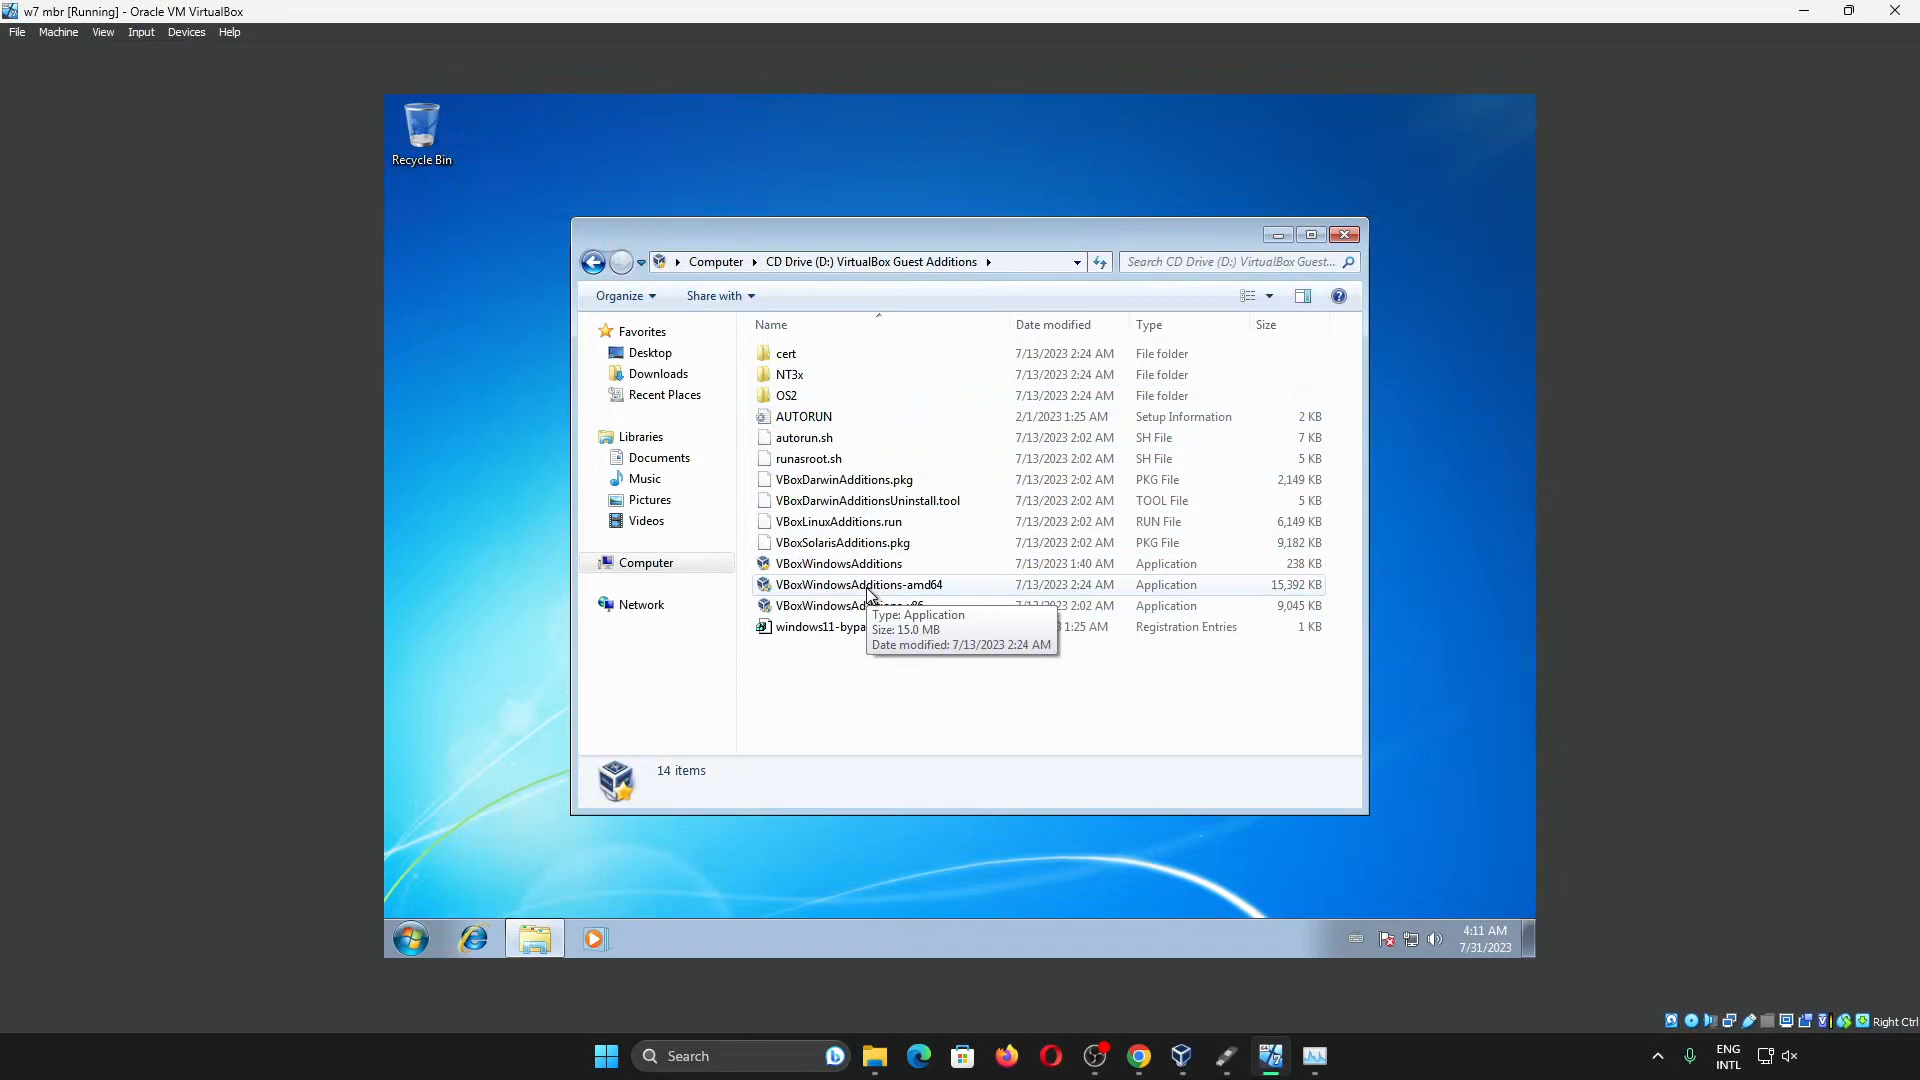 w7 mbr [Running] - Oracle VM VirtualBox
File Machine View Input Devices Help
Recycle Bin
Computer CD Drive (D:) VirtualBox Guest Additions
Search CD Drive (D:) VirtualBox Guest...
Organize Share with
Name Date modified Type Size
Favorites
Desktop
Downloads
Recent Places
Libraries
Documents
Music
Pictures
Videos
Computer
Network
cert 7/13/2023 2:24 AM File folder
NT3x 7/13/2023 2:24 AM File folder
OS2 7/13/2023 2:24 AM File folder
AUTORUN 2/1/2023 1:25 AM Setup Information 2 KB
autorun.sh 7/13/2023 2:02 AM SH File 7 KB
runasroot.sh 7/13/2023 2:02 AM SH File 5 KB
VBoxDarwinAdditions.pkg 7/13/2023 2:02 AM PKG File 2,149 KB
VBoxDarwinAdditionsUninstall.tool 7/13/2023 2:02 AM TOOL File 5 KB
VBoxLinuxAdditions.run 7/13/2023 2:02 AM RUN File 6,149 KB
VBoxSolarisAdditions.pkg 7/13/2023 2:02 AM PKG File 9,182 KB
VBoxWindowsAdditions 7/13/2023 1:40 AM Application 238 KB
VBoxWindowsAdditions-amd64 7/13/2023 2:24 AM Application 15,392 KB
2:02 AM Application 9,045 KB
1:25 AM Registration Entries 1 KB
Type: Application
Size: 15.0 MB
Date modified: 7/13/2023 2:24 AM
14 items
4:11 AM
7/31/2023
Right Ctrl
Search
ENG
INTL